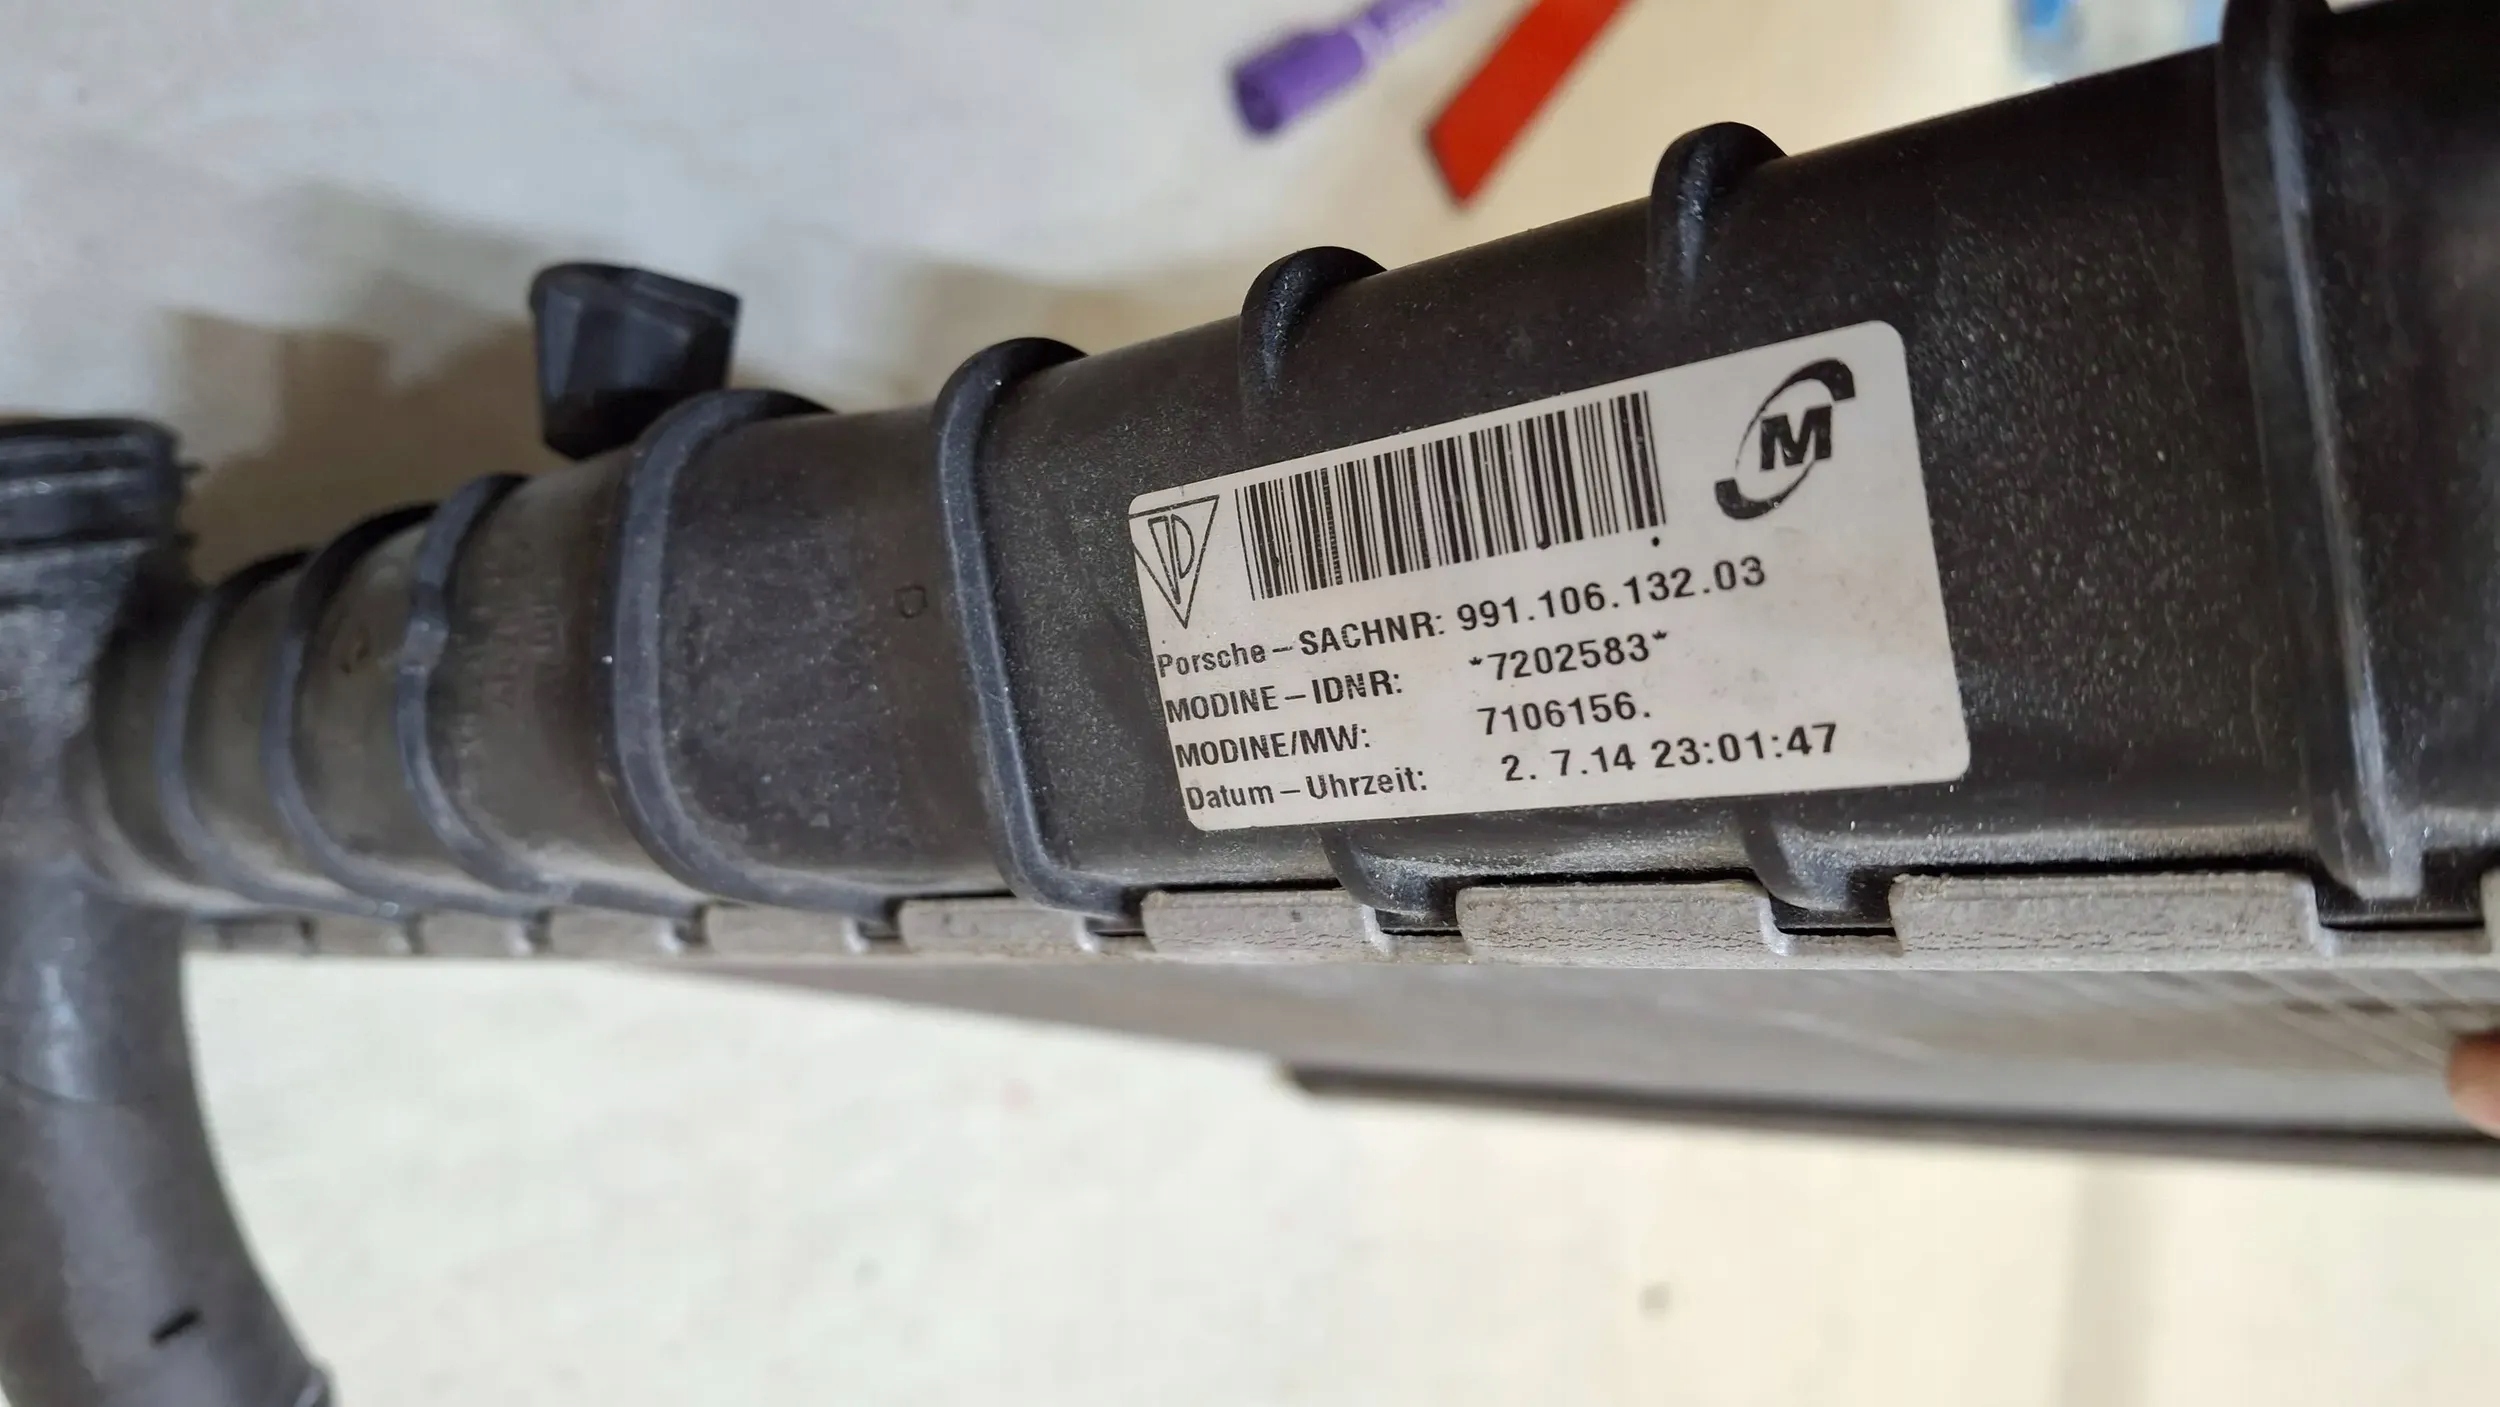 M
Porsche – SACHNR: 991.106.132.03
MODINE – IDNR: *7202583*
MODINE/MW: 7106156.
Datum – Uhrzeit: 2. 7.14 23:01:47